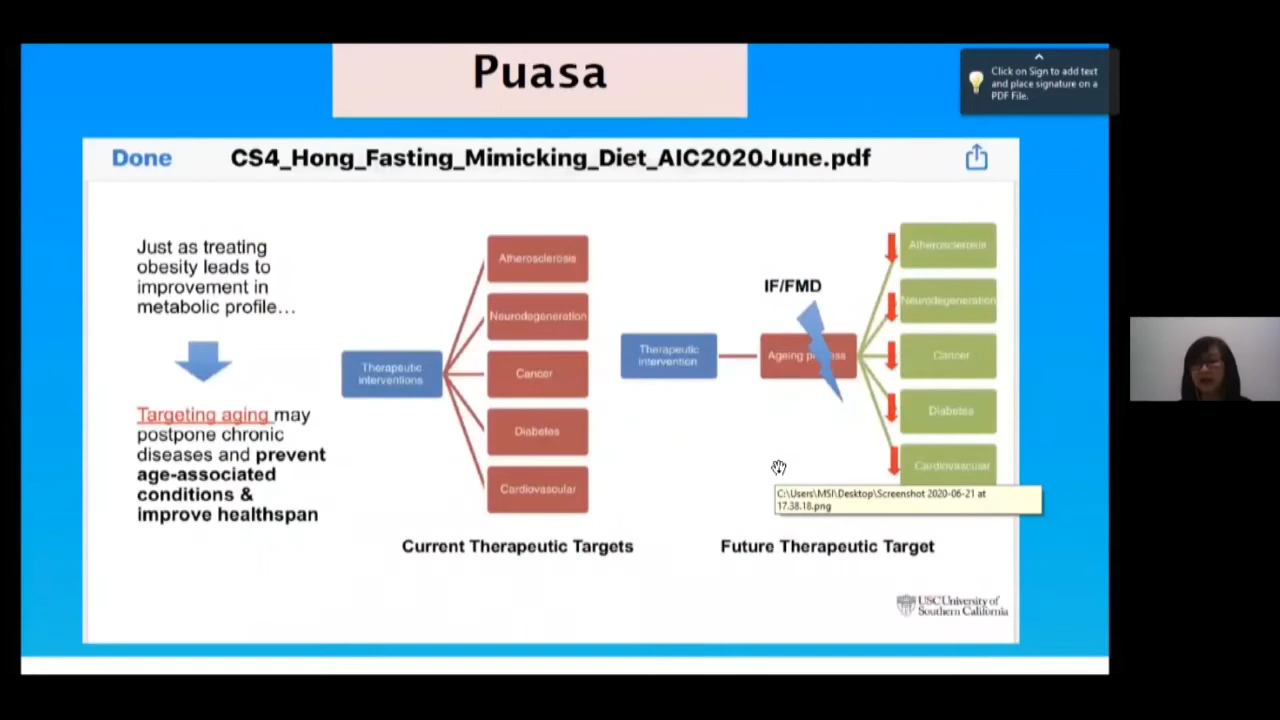 Puasa
Click on Sign to add text
and place signature on a
PDF File.
Done
CS4_Hong_Fasting_Mimicking_Diet_AIC2020June.pdf
Just as treating
obesity leads to
improvement in
metabolic profile...
Targeting aging may
postpone chronic
diseases and prevent
age-associated
conditions &
improve healthspan
Therapeutic
interventions
Atherosclerosis
Neurodegeneration
Cancer
Diabetes
Cardiovascular
Current Therapeutic Targets
IF/FMD
Therapeutic
intervention
Ageing
Atherosclerosis
Neurodegeneration
Cancer
Diabetes
Cardiovascular
C:\Users\MSI\Desktop\Screenshot 2020-06-21 at
17.38.18.png
Future Therapeutic Target
USC University of
Southern California